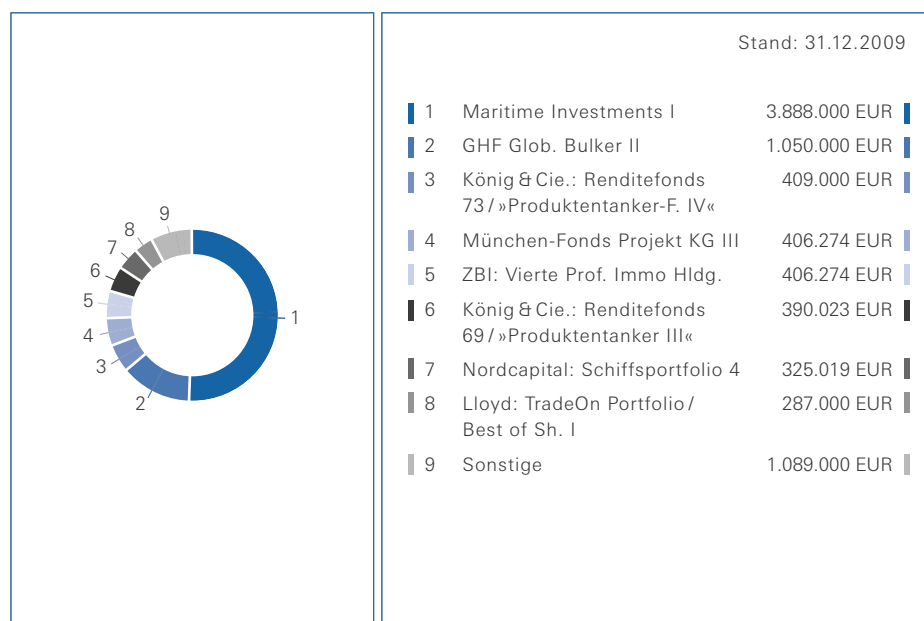 9
8
7
6
5
4
3
2
1
Stand: 31.12.2009
1 Maritime Investments I 3.888.000 EUR
2 GHF Glob. Bulker II 1.050.000 EUR
3 König & Cie.: Renditefonds 409.000 EUR
73 / »Produktentanker-F. IV«
4 München-Fonds Projekt KG III 406.274 EUR
5 ZBI: Vierte Prof. Immo Hldg. 406.274 EUR
6 König & Cie.: Renditefonds 390.023 EUR
69 / »Produktentanker III«
7 Nordcapital: Schiffsportfolio 4 325.019 EUR
8 Lloyd: TradeOn Portfolio / 287.000 EUR
Best of Sh. I
9 Sonstige 1.089.000 EUR